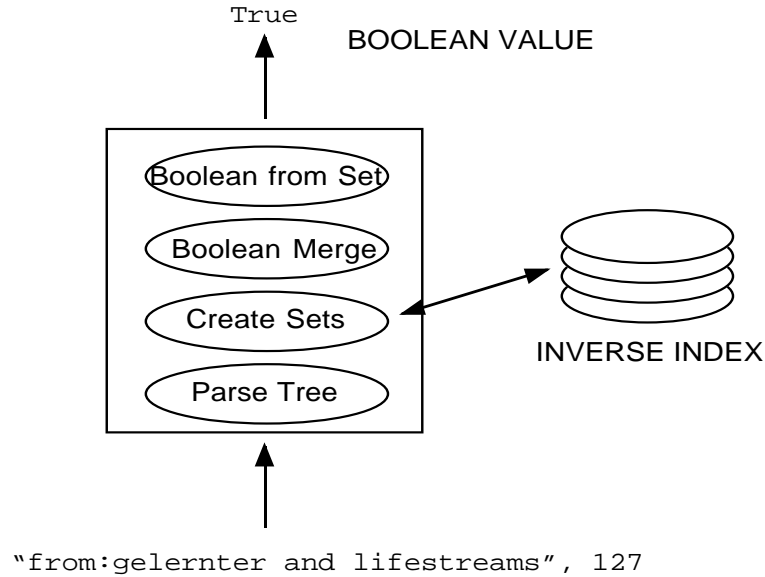 True
BOOLEAN VALUE
Boolean from Set
Boolean Merge
Create Sets
INVERSE INDEX
Parse Tree
“from:gelernter and lifestreams”, 127